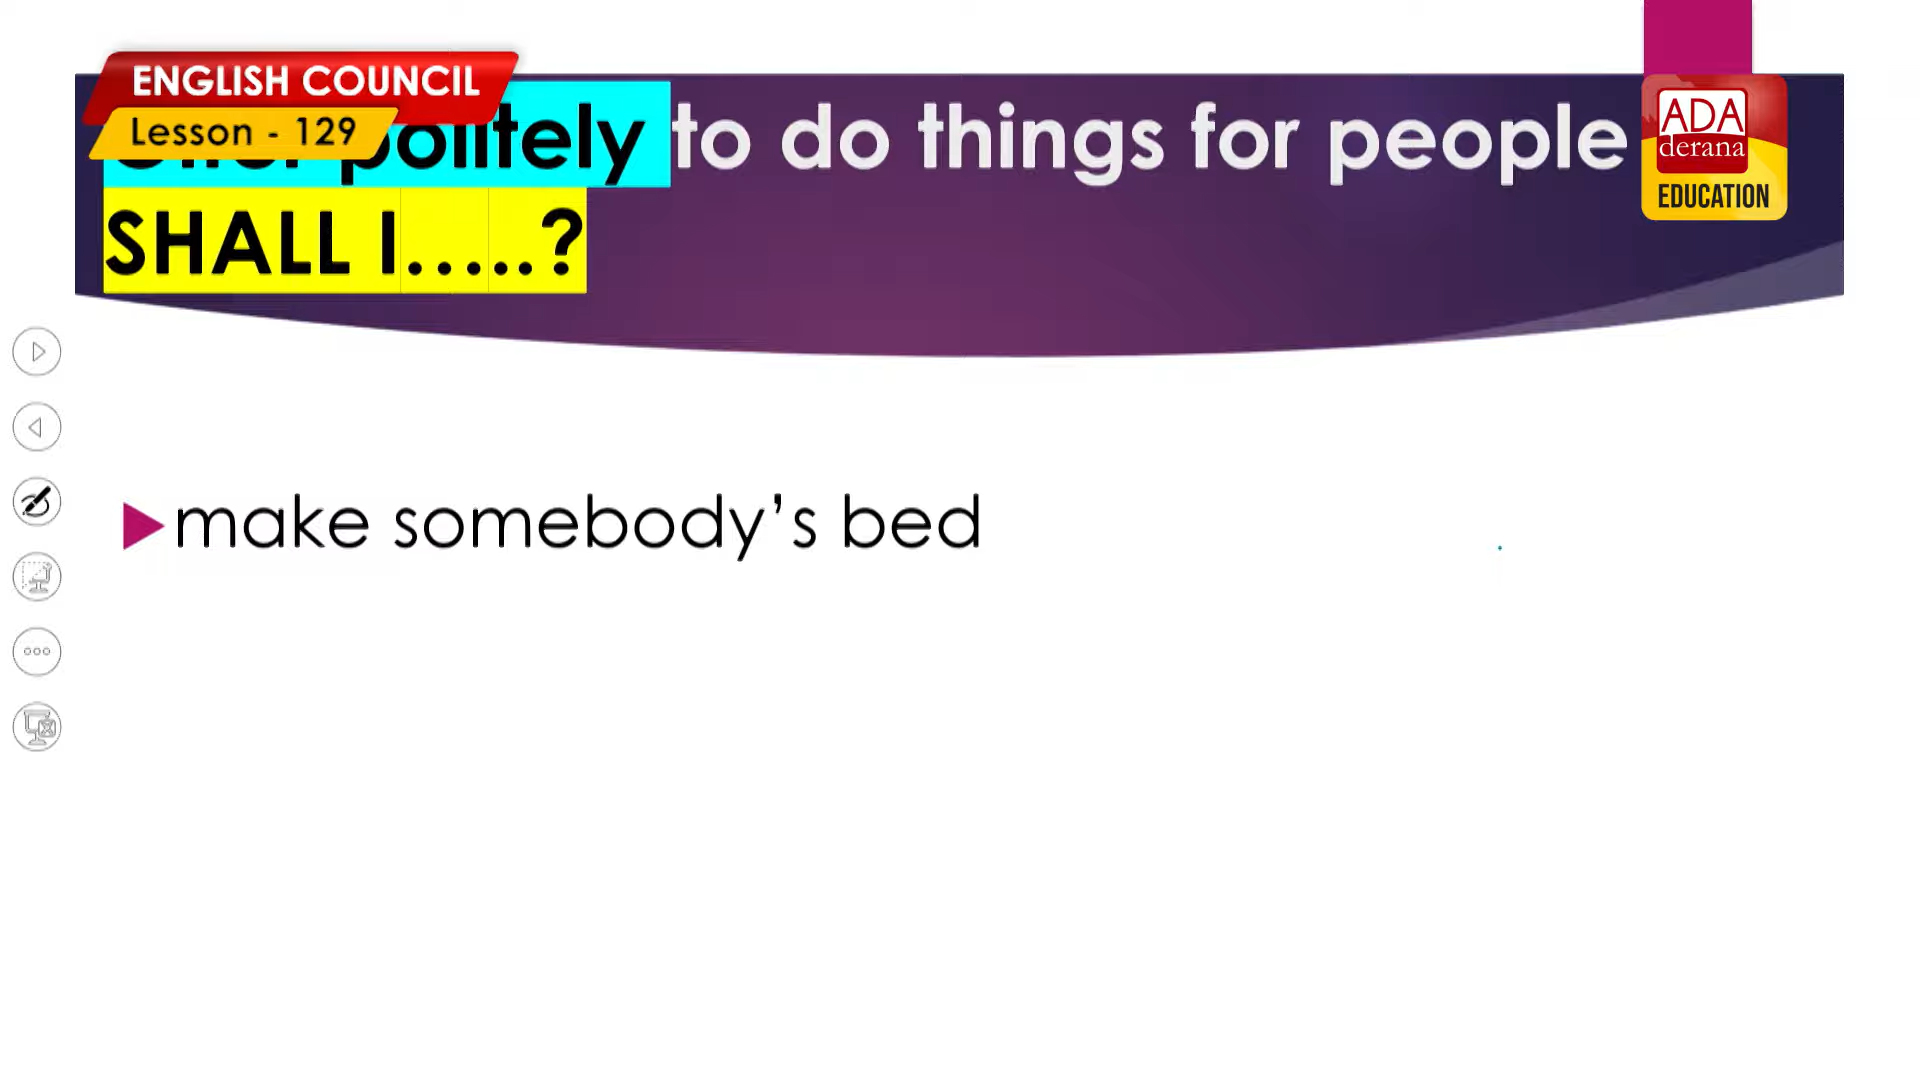 ENGLISH COUNCIL
Lesson - 129
politely to do things for people
SHALL I.....?
ADA
derana
EDUCATION
make somebody’s bed